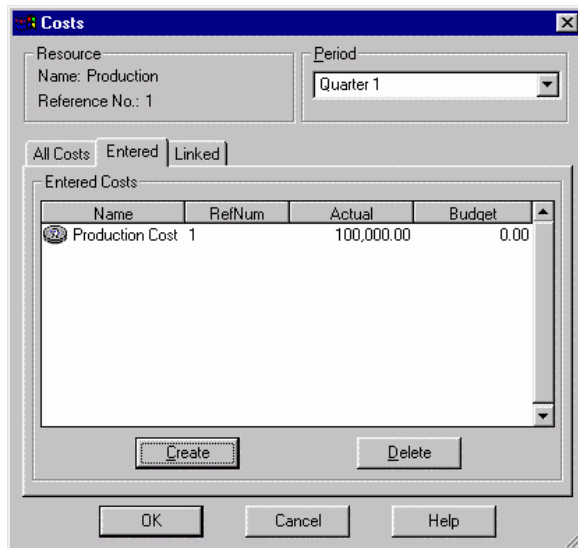 Costs
Resource
Name: Production
Reference No.: 1
Period
Quarter 1
All Costs Entered Linked
Entered Costs
Name RefNum Actual Budget
Production Cost 1 100,000.00 0.00
Create Delete
OK Cancel Help